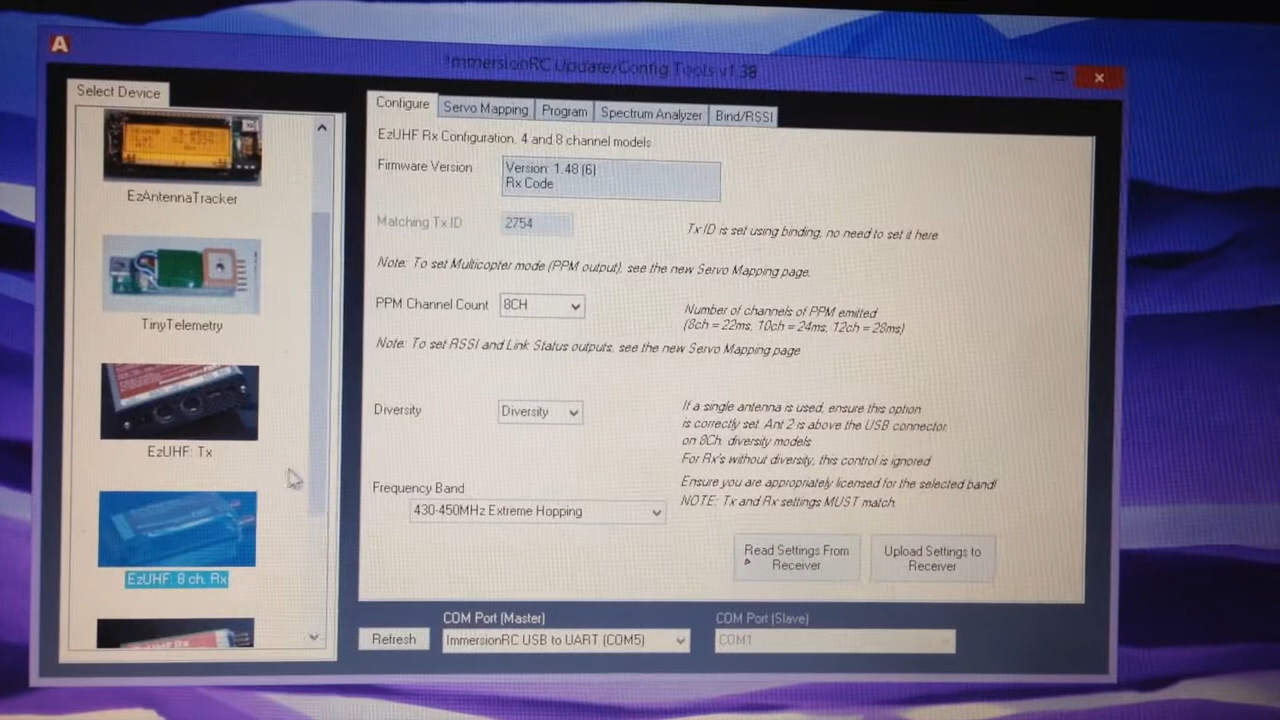 A
ImmersionRC Update/Config Tools v1.38
Select Device
EzAntennaTracker
TinyTelemetry
EzUHF: Tx
EzUHF: 8 ch. Rx
Configure
Servo Mapping
Program
Spectrum Analyzer
Bind/RSSI
EzUHF Rx Configuration. 4 and 8 channel models
Firmware Version
Version: 1.48 (6)
Rx Code
Matching Tx ID
2754
Tx ID is set using binding, no need to set it here
Note: To set Multicopter mode (PPM output), see the new Servo Mapping page.
PPM Channel Count
8CH
Number of channels of PPM emitted
(8ch = 22ms, 10ch = 24ms, 12ch = 28ms)
Note: To set RSSI and Link Status outputs, see the new Servo Mapping page
Diversity
Diversity
If a single antenna is used, ensure this option
is correctly set. Ant 2 is above the USB connector
on 8Ch. diversity models
For Rx's without diversity, this control is ignored
Frequency Band
430-450MHz Extreme Hopping
Ensure you are appropriately licensed for the selected band!
NOTE: Tx and Rx settings MUST match
Read Settings From
Receiver
Upload Settings to
Receiver
Refresh
COM Port (Master)
ImmersionRC USB to UART (COM5)
COM Port (Slave)
COM1